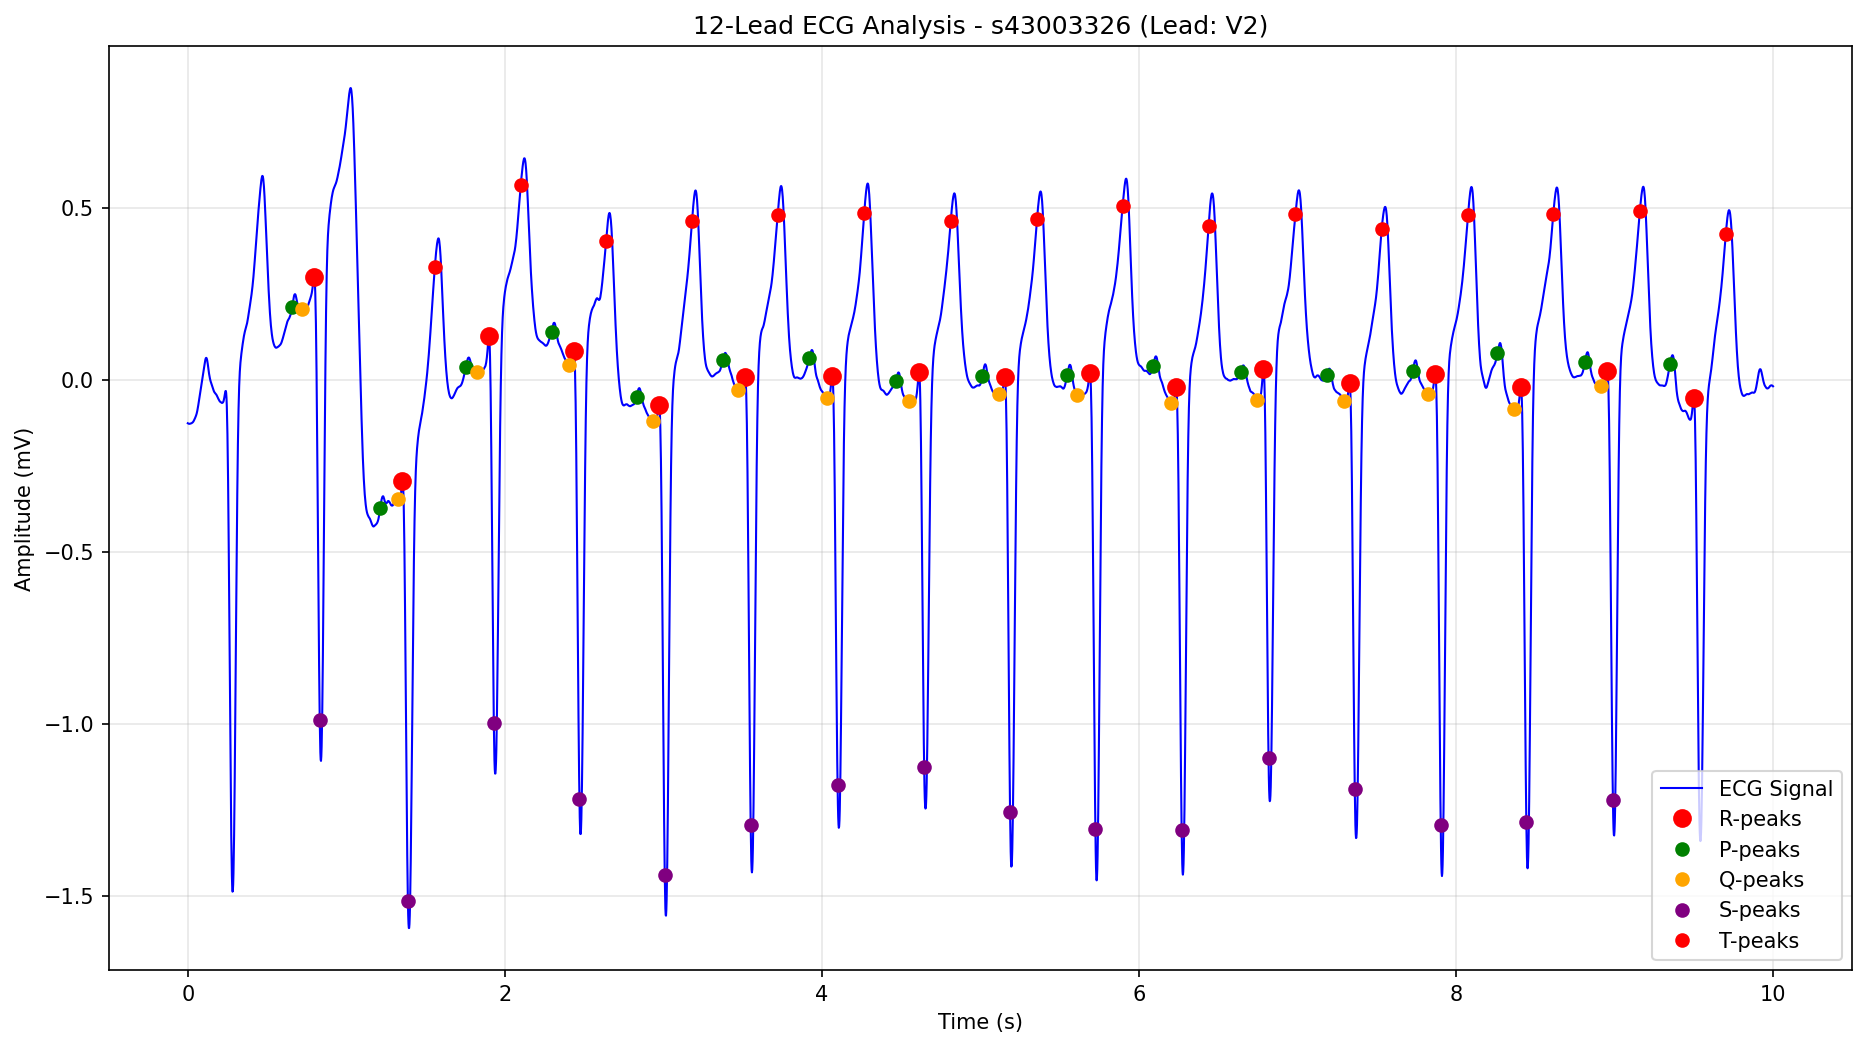 12-Lead ECG Analysis - s43003326 (Lead: V2)
Amplitude (mV)
0.5
0.0
−0.5
−1.0
−1.5
0 2 4 6 8 10
Time (s)
ECG Signal
R-peaks
P-peaks
Q-peaks
S-peaks
T-peaks